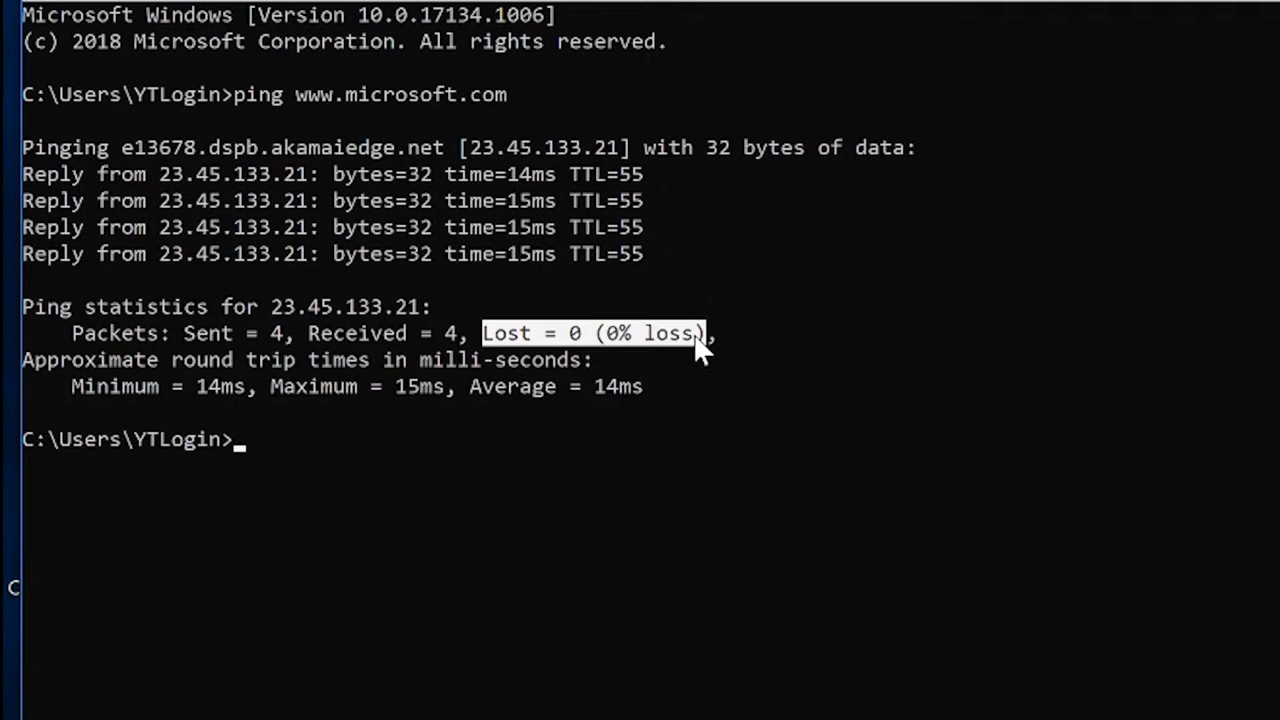 Microsoft Windows [Version 10.0.17134.1006]
(c) 2018 Microsoft Corporation. All rights reserved.
C:\Users\YTLogin>ping www.microsoft.com
Pinging e13678.dspb.akamaiedge.net [23.45.133.21] with 32 bytes of data:
Reply from 23.45.133.21: bytes=32 time=14ms TTL=55
Reply from 23.45.133.21: bytes=32 time=15ms TTL=55
Reply from 23.45.133.21: bytes=32 time=15ms TTL=55
Reply from 23.45.133.21: bytes=32 time=15ms TTL=55
Ping statistics for 23.45.133.21:
Packets: Sent = 4, Received = 4, Lost = 0 (0% loss),
Approximate round trip times in milli-seconds:
Minimum = 14ms, Maximum = 15ms, Average = 14ms
C:\Users\YTLogin>
C